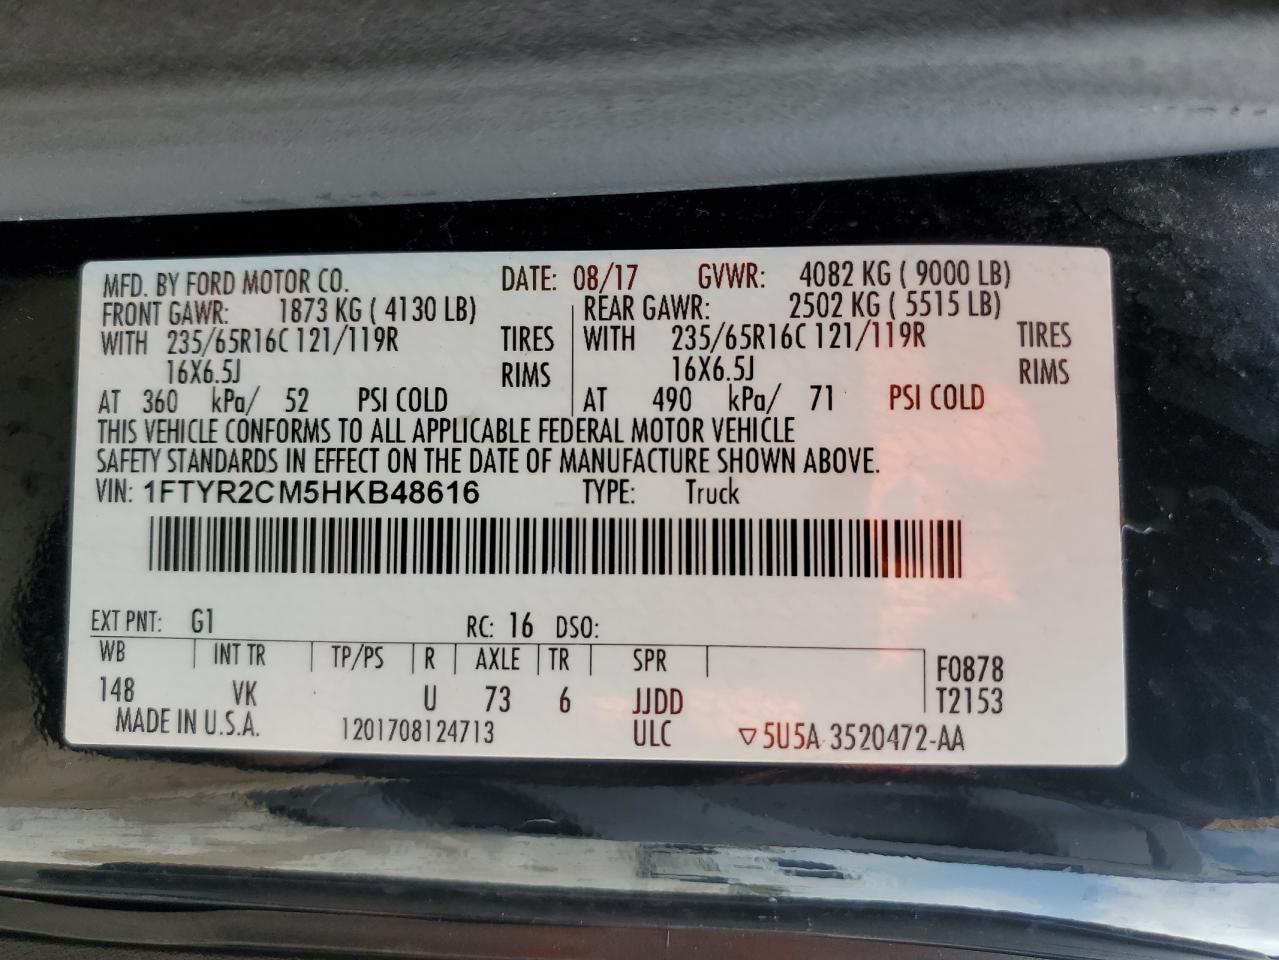 MFD. BY FORD MOTOR CO. DATE: 08/17 GVWR: 4082 KG ( 9000 LB)
FRONT GAWR: 1873 KG ( 4130 LB) REAR GAWR: 2502 KG ( 5515 LB)
WITH 235/65R16C 121/119R TIRES WITH 235/65R16C 121/119R TIRES
16X6.5J RIMS 16X6.5J RIMS
AT 360 kPa/ 52 PSI COLD AT 490 kPa/ 71 PSI COLD
THIS VEHICLE CONFORMS TO ALL APPLICABLE FEDERAL MOTOR VEHICLE
SAFETY STANDARDS IN EFFECT ON THE DATE OF MANUFACTURE SHOWN ABOVE.
VIN: 1FTYR2CM5HKB48616 TYPE: Truck
EXT PNT: G1 RC: 16 DSO:
WB INT TR TP/PS R AXLE TR SPR F0878
148 VK U 73 6 JJDD T2153
MADE IN U.S.A. 1201708124713 ULC ▽5U5A 3520472-AA